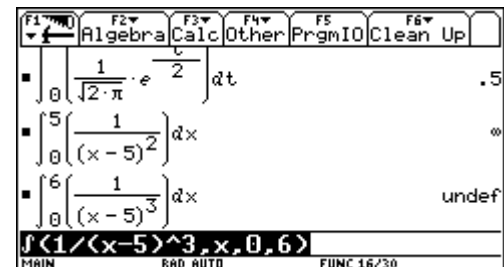 F1 F2 F3 F4 F5 F6
Algebra Calc Other PrgmIO Clean Up
∫0 (1/√2·π · e^-t/2) dt .5
∫0 5 (1/(x - 5)^2) dx ∞
∫0 6 (1/(x - 5)^3) dx undef
∫(1/(x-5)^3,x,0,6)
MAIN RAD AUTO FUNC 16/30